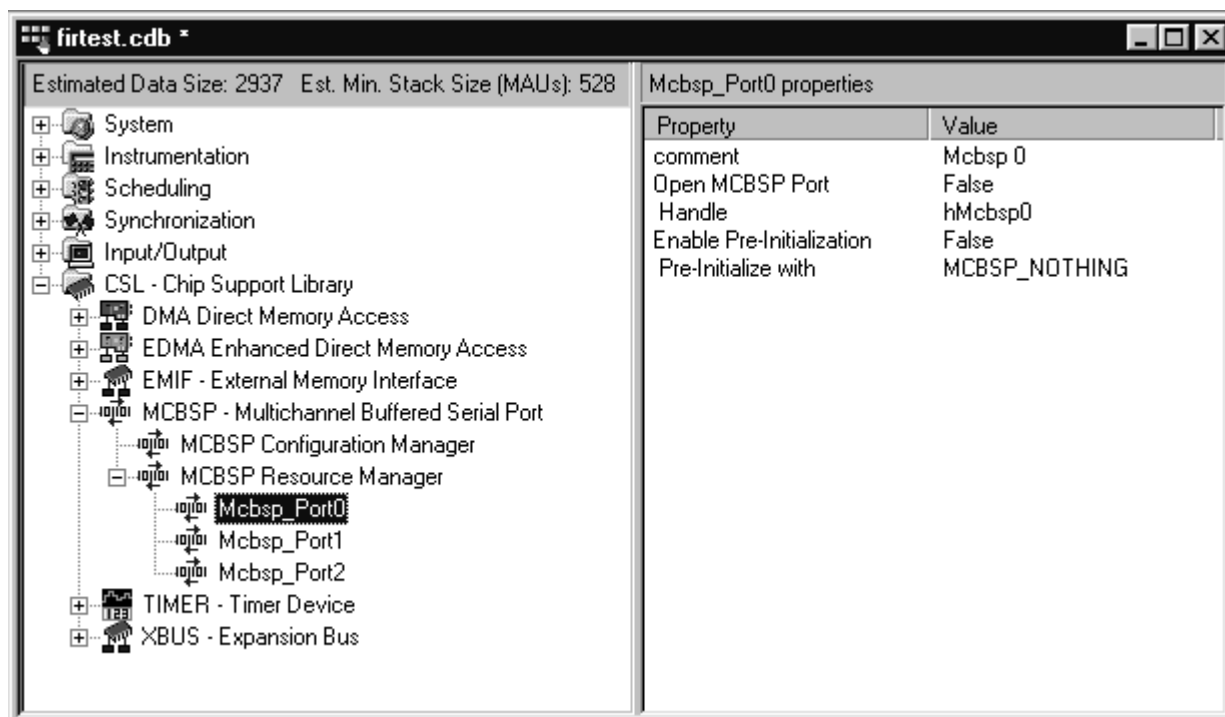 firtest.cdb *
Estimated Data Size: 2937 Est. Min. Stack Size (MAUs): 528
System
Instrumentation
Scheduling
Synchronization
Input/Output
CSL - Chip Support Library
DMA Direct Memory Access
EDMA Enhanced Direct Memory Access
EMIF - External Memory Interface
MCBSP - Multichannel Buffered Serial Port
MCBSP Configuration Manager
MCBSP Resource Manager
Mcbsp_Port0
Mcbsp_Port1
Mcbsp_Port2
TIMER - Timer Device
XBUS - Expansion Bus
Mcbsp_Port0 properties
Property Value
comment Mcbsp 0
Open MCBSP Port False
Handle hMcbsp0
Enable Pre-Initialization False
Pre-Initialize with MCBSP_NOTHING